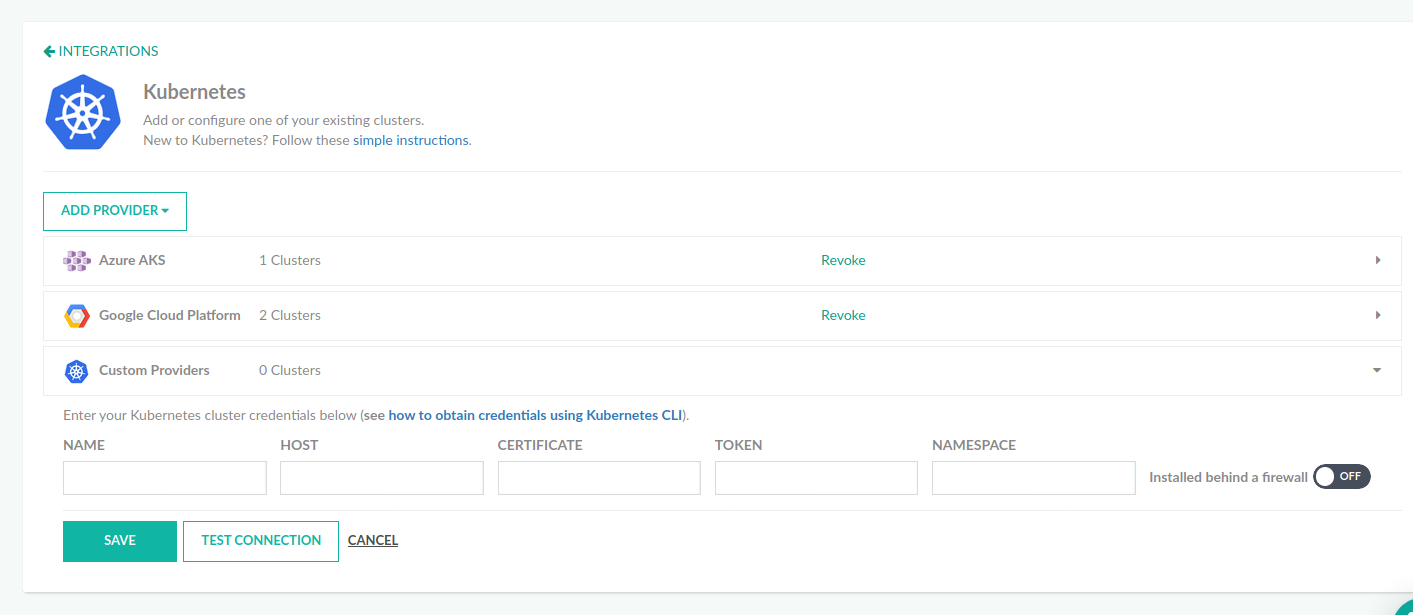 INTEGRATIONS
Kubernetes
Add or configure one of your existing clusters.
New to Kubernetes? Follow these simple instructions.
ADD PROVIDER
Azure AKS 1 Clusters Revoke
Google Cloud Platform 2 Clusters Revoke
Custom Providers 0 Clusters
Enter your Kubernetes cluster credentials below (see how to obtain credentials using Kubernetes CLI).
NAME HOST CERTIFICATE TOKEN NAMESPACE
Installed behind a firewall OFF
SAVE TEST CONNECTION CANCEL